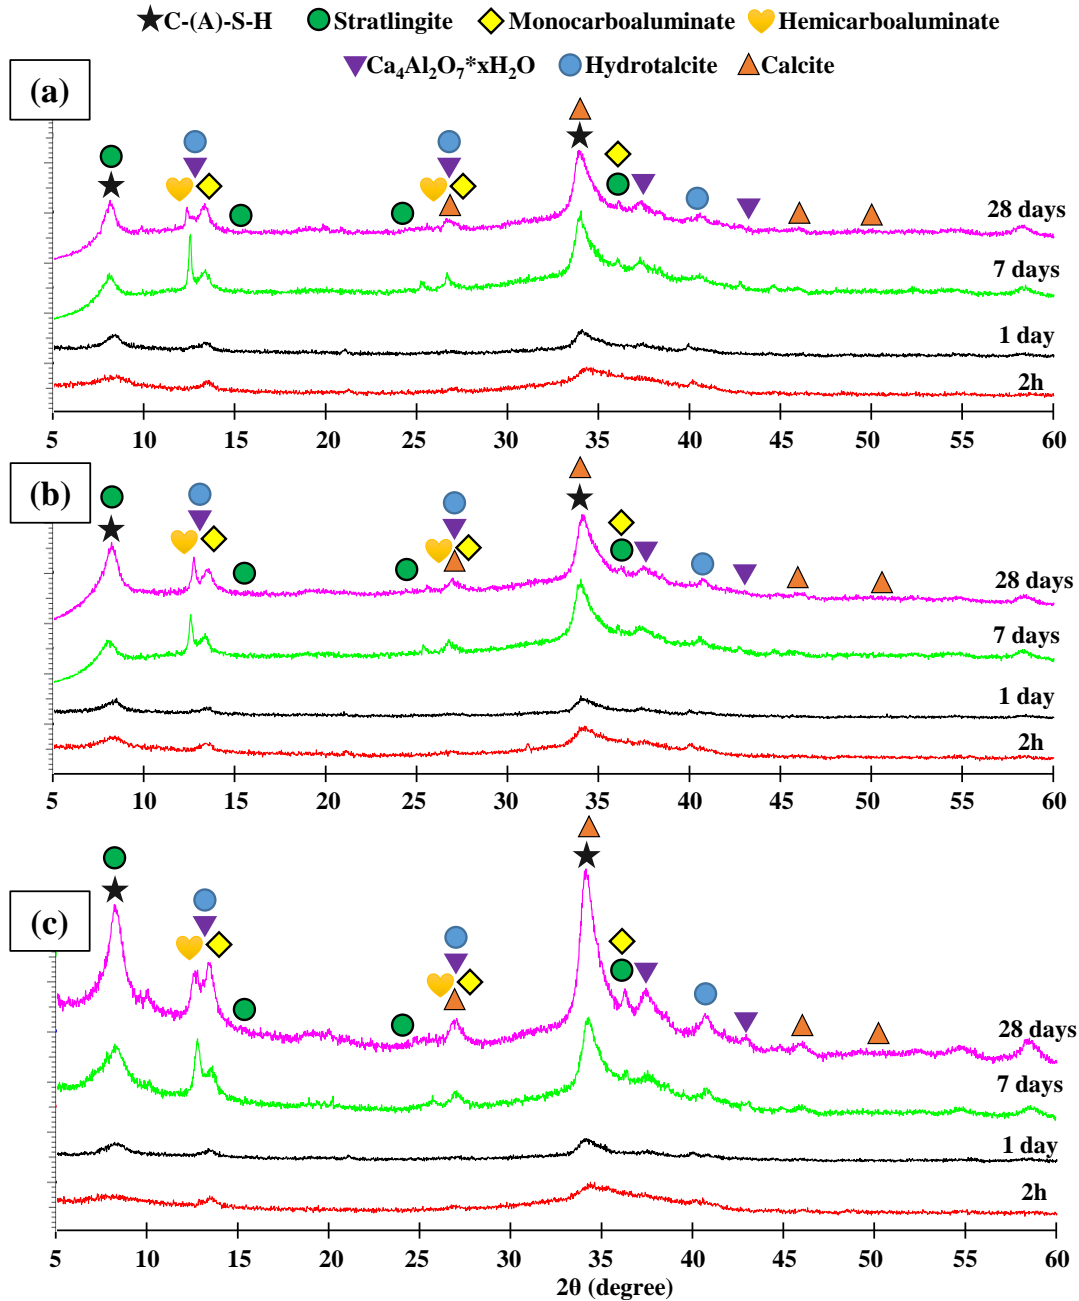 C-(A)-S-H Stratlingite Monocarboaluminate Hemicarboaluminate
Ca₄Al₂O₇*xH₂O Hydrotalcite Calcite
(a)
28 days
7 days
1 day
2h
5 10 15 20 25 30 35 40 45 50 55 60
(b)
28 days
7 days
1 day
2h
5 10 15 20 25 30 35 40 45 50 55 60
(c)
28 days
7 days
1 day
2h
5 10 15 20 25 30 35 40 45 50 55 60
2θ (degree)